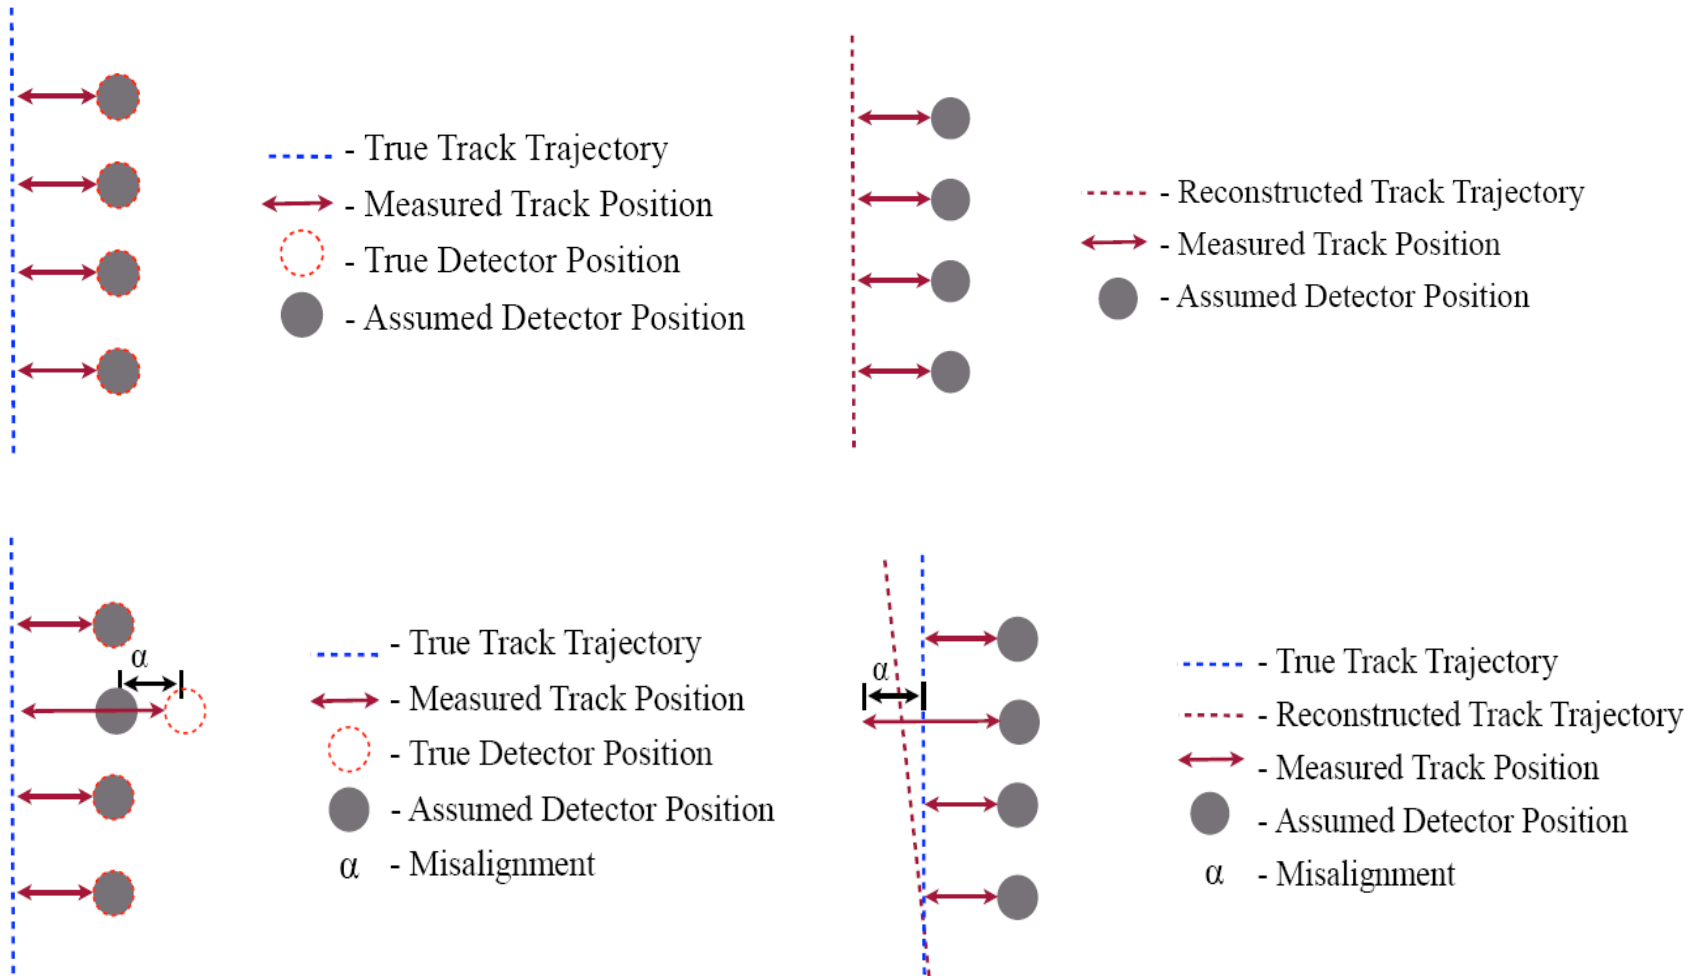 - True Track Trajectory
- Measured Track Position
- True Detector Position
- Assumed Detector Position
- Reconstructed Track Trajectory
- Measured Track Position
- Assumed Detector Position
α
- True Track Trajectory
- Measured Track Position
- True Detector Position
- Assumed Detector Position
α - Misalignment
α
- True Track Trajectory
- Reconstructed Track Trajectory
- Measured Track Position
- Assumed Detector Position
α - Misalignment